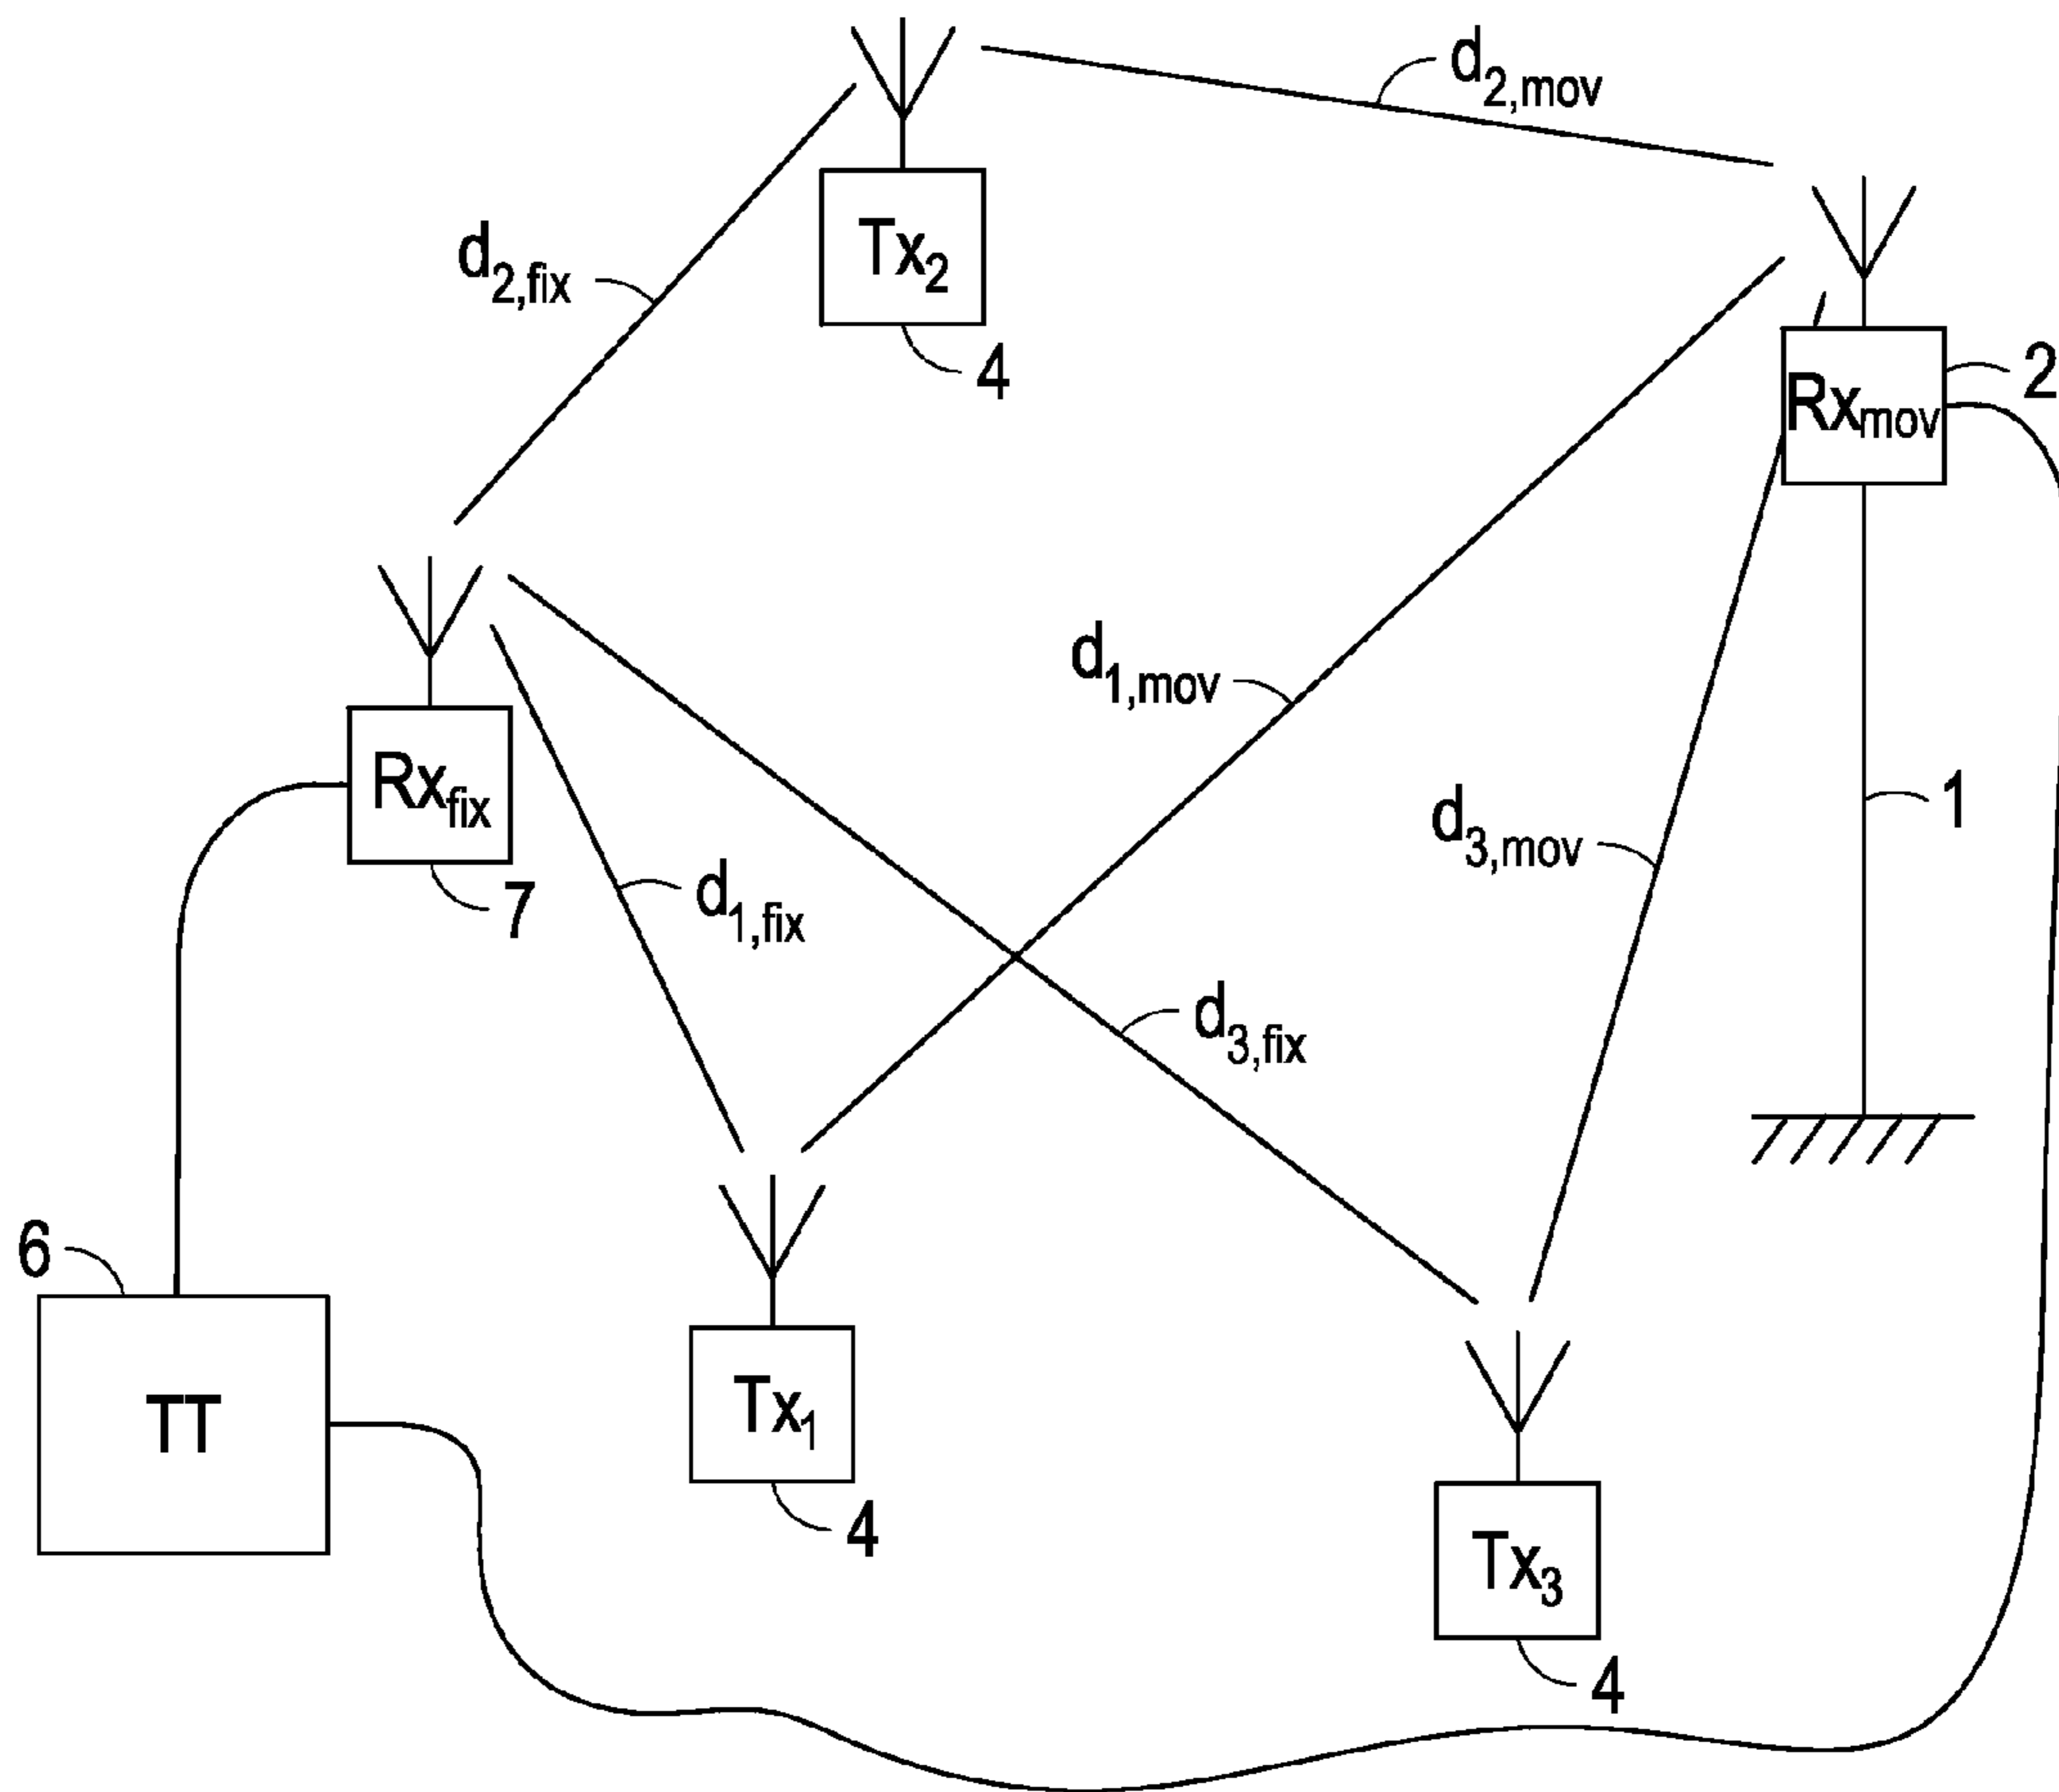 d2,mov
Tx2
d2,fix
4
2
Rxmov
d1,mov
Rxfix
1
d3,mov
7
d1,fix
d3,fix
6
TT
Tx1
4
Tx3
4